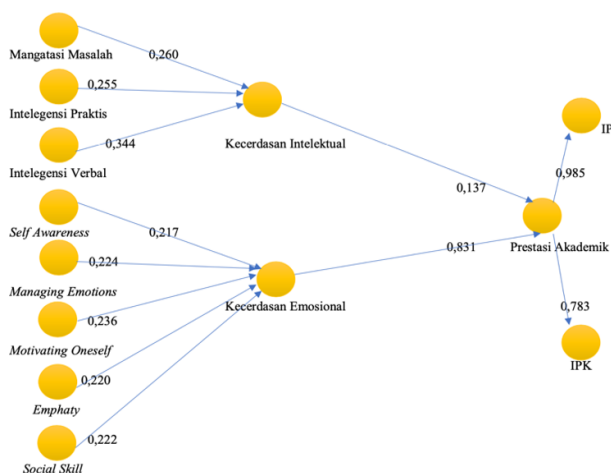 Mangatasi Masalah
0,260
Intelegensi Praktis
0,255
Intelegensi Verbal
0,344
Kecerdasan Intelektual
Self Awareness
0,217
Managing Emotions
0,224
Motivating Oneself
0,236
Emphaty
0,220
Social Skill
0,222
Kecerdasan Emosional
0,137
0,831
Prestasi Akademik
0,985
IP
0,783
IPK